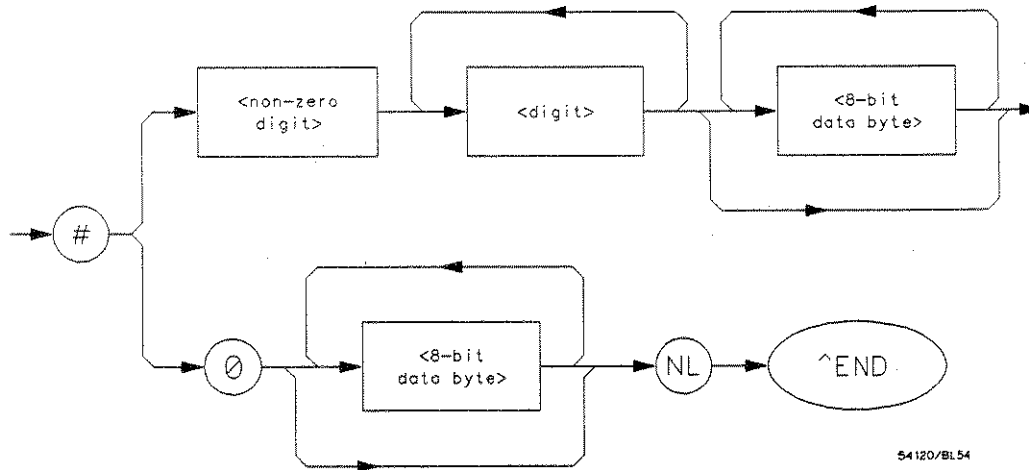 <non-zero
digit>
<digit>
<8-bit
data byte>
#
0
<8-bit
data byte>
NL
^END
54120/BL54